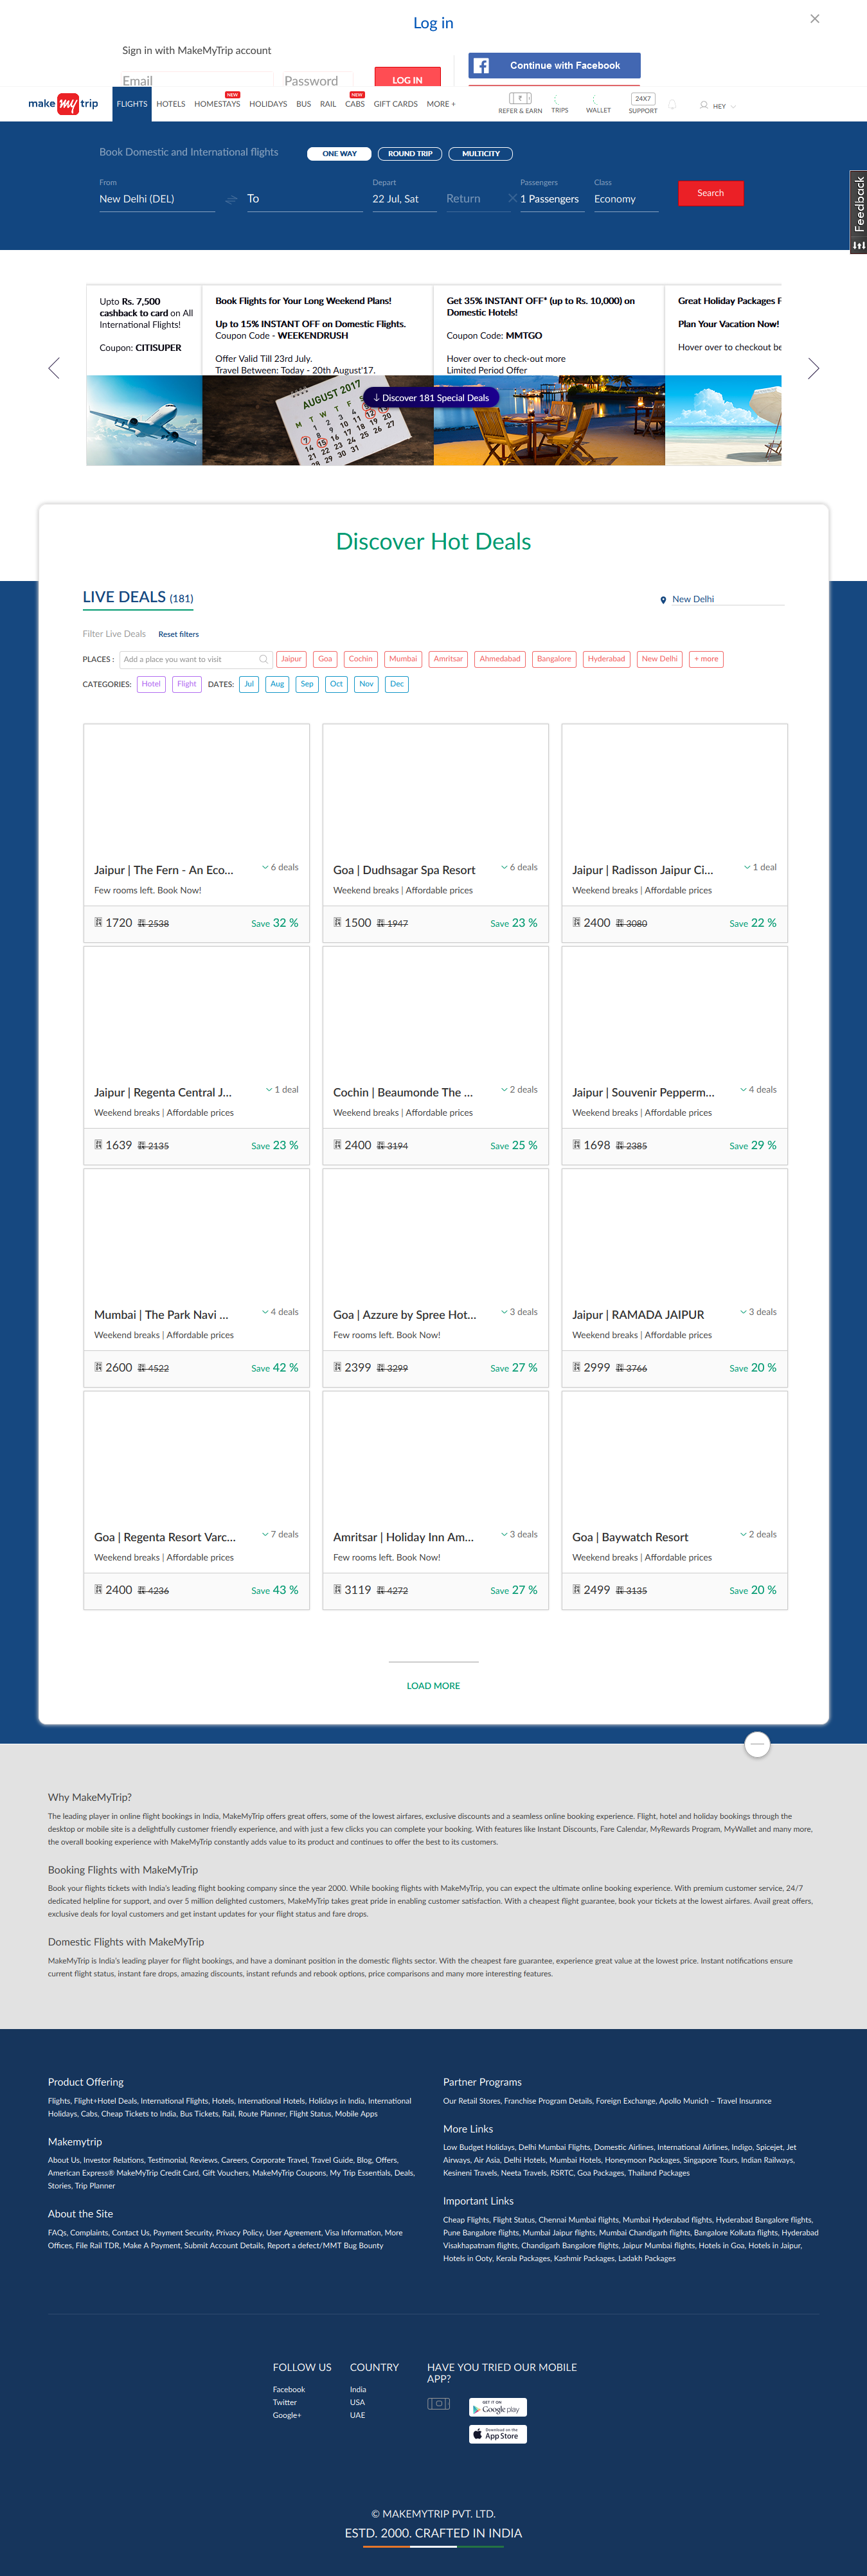 Log in
Sign in with MakeMyTrip account
Email
Password
LOG IN
Continue with Facebook
make my trip
FLIGHTS
HOTELS
HOMESTAYS
NEW
HOLIDAYS
BUS
RAIL
CABS
NEW
GIFT CARDS
MORE +
REFER & EARN
TRIPS
WALLET
24X7
SUPPORT
HEY
Book Domestic and International flights
ONE WAY
ROUND TRIP
MULTICITY
From
New Delhi (DEL)
To
Depart
22 Jul, Sat
Return
Passengers
1 Passengers
Class
Economy
Search
Feedback
Upto Rs. 7,500
cashback to card on All
International Flights!
Coupon: CITISUPER
Book Flights for Your Long Weekend Plans!
Up to 15% INSTANT OFF on Domestic Flights.
Coupon Code - WEEKENDRUSH
Offer Valid Till 23rd July.
Travel Between: Today - 20th August'17.
Get 35% INSTANT OFF* (up to Rs. 10,000) on
Domestic Hotels!
Coupon Code: MMTGO
Hover over to check-out more
Limited Period Offer
Great Holiday Packages F
Plan Your Vacation Now!
Hover over to checkout be
AUGUST 2017
Discover 181 Special Deals
Discover Hot Deals
LIVE DEALS (181)
New Delhi
Filter Live Deals
Reset filters
PLACES :
Add a place you want to visit
Jaipur
Goa
Cochin
Mumbai
Amritsar
Ahmedabad
Bangalore
Hyderabad
New Delhi
+ more
CATEGORIES:
Hotel
Flight
DATES:
Jul
Aug
Sep
Oct
Nov
Dec
Jaipur | The Fern - An Eco...
6 deals
Few rooms left. Book Now!
1720 2538
Save 32 %
Goa | Dudhsagar Spa Resort
6 deals
Weekend breaks | Affordable prices
1500 1947
Save 23 %
Jaipur | Radisson Jaipur Ci...
1 deal
Weekend breaks | Affordable prices
2400 3080
Save 22 %
Jaipur | Regenta Central J...
1 deal
Weekend breaks | Affordable prices
1639 2135
Save 23 %
Cochin | Beaumonde The ...
2 deals
Weekend breaks | Affordable prices
2400 3194
Save 25 %
Jaipur | Souvenir Pepperm...
4 deals
Weekend breaks | Affordable prices
1698 2385
Save 29 %
Mumbai | The Park Navi ...
4 deals
Weekend breaks | Affordable prices
2600 4522
Save 42 %
Goa | Azzure by Spree Hot...
3 deals
Few rooms left. Book Now!
2399 3299
Save 27 %
Jaipur | RAMADA JAIPUR
3 deals
Weekend breaks | Affordable prices
2999 3766
Save 20 %
Goa | Regenta Resort Varc...
7 deals
Weekend breaks | Affordable prices
2400 4236
Save 43 %
Amritsar | Holiday Inn Am...
3 deals
Few rooms left. Book Now!
3119 4272
Save 27 %
Goa | Baywatch Resort
2 deals
Weekend breaks | Affordable prices
2499 3135
Save 20 %
LOAD MORE
Why MakeMyTrip?
The leading player in online flight bookings in India, MakeMyTrip offers great offers, some of the lowest airfares, exclusive discounts and a seamless online booking experience. Flight, hotel and holiday bookings through the
desktop or mobile site is a delightfully customer friendly experience, and with just a few clicks you can complete your booking. With features like Instant Discounts, Fare Calendar, MyRewards Program, MyWallet and many more,
the overall booking experience with MakeMyTrip constantly adds value to its product and continues to offer the best to its customers.
Booking Flights with MakeMyTrip
Book your flights tickets with India's leading flight booking company since the year 2000. While booking flights with MakeMyTrip, you can expect the ultimate online booking experience. With premium customer service, 24/7
dedicated helpline for support, and over 5 million delighted customers, MakeMyTrip takes great pride in enabling customer satisfaction. With a cheapest flight guarantee, book your tickets at the lowest airfares. Avail great offers,
exclusive deals for loyal customers and get instant updates for your flight status and fare drops.
Domestic Flights with MakeMyTrip
MakeMyTrip is India's leading player for flight bookings, and have a dominant position in the domestic flights sector. With the cheapest fare guarantee, experience great value at the lowest price. Instant notifications ensure
current flight status, instant fare drops, amazing discounts, instant refunds and rebook options, price comparisons and many more interesting features.
Product Offering
Flights, Flight+Hotel Deals, International Flights, Hotels, International Hotels, Holidays in India, International
Holidays, Cabs, Cheap Tickets to India, Bus Tickets, Rail, Route Planner, Flight Status, Mobile Apps
Makemytrip
About Us, Investor Relations, Testimonial, Reviews, Careers, Corporate Travel, Travel Guide, Blog, Offers,
American Express® MakeMyTrip Credit Card, Gift Vouchers, MakeMyTrip Coupons, My Trip Essentials, Deals,
Stories, Trip Planner
About the Site
FAQs, Complaints, Contact Us, Payment Security, Privacy Policy, User Agreement, Visa Information, More
Offices, File Rail TDR, Make A Payment, Submit Account Details, Report a defect/MMT Bug Bounty
Partner Programs
Our Retail Stores, Franchise Program Details, Foreign Exchange, Apollo Munich – Travel Insurance
More Links
Low Budget Holidays, Delhi Mumbai Flights, Domestic Airlines, International Airlines, Indigo, Spicejet, Jet
Airways, Air Asia, Delhi Hotels, Mumbai Hotels, Honeymoon Packages, Singapore Tours, Indian Railways,
Kesineni Travels, Neeta Travels, RSRTC, Goa Packages, Thailand Packages
Important Links
Cheap Flights, Flight Status, Chennai Mumbai flights, Mumbai Hyderabad flights, Hyderabad Bangalore flights,
Pune Bangalore flights, Mumbai Jaipur flights, Mumbai Chandigarh flights, Bangalore Kolkata flights, Hyderabad
Visakhapatnam flights, Chandigarh Bangalore flights, Jaipur Mumbai flights, Hotels in Goa, Hotels in Jaipur,
Hotels in Ooty, Kerala Packages, Kashmir Packages, Ladakh Packages
FOLLOW US
Facebook
Twitter
Google+
COUNTRY
India
USA
UAE
HAVE YOU TRIED OUR MOBILE
APP?
GET IT ON
Google play
Download on the
App Store
© MAKEMYTRIP PVT. LTD.
ESTD. 2000. CRAFTED IN INDIA